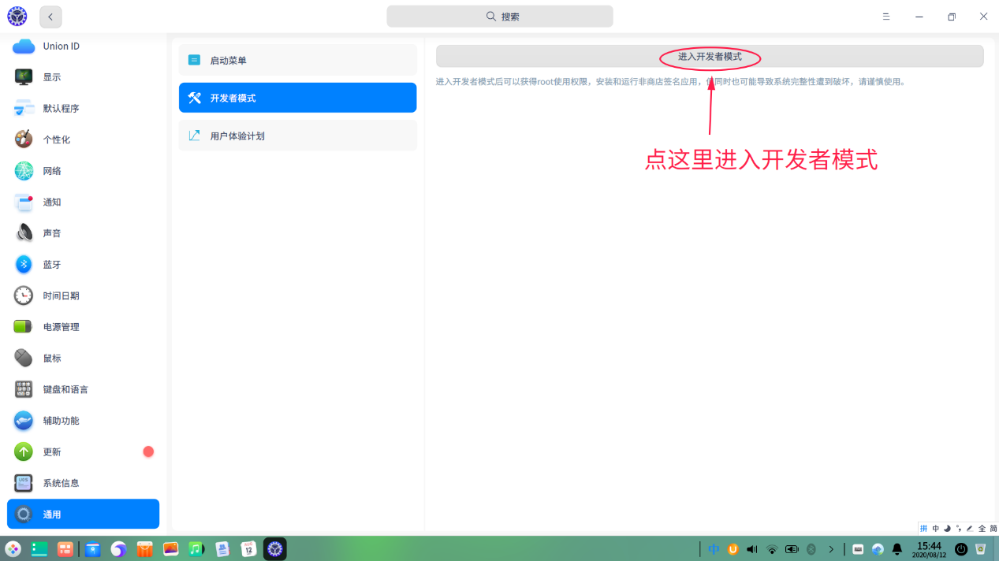 搜索
Union ID
显示
默认程序
个性化
网络
通知
声音
蓝牙
时间日期
电源管理
鼠标
键盘和语言
辅助功能
更新
系统信息
通用
启动菜单
开发者模式
用户体验计划
进入开发者模式
进入开发者模式后可以获得root使用权限，安装和运行非商店签名应用，但同时也可能导致系统完整性遭到破坏，请谨慎使用。
点这里进入开发者模式
拼 中 全 简
AUG 12
中 U
15:44
2020/08/12